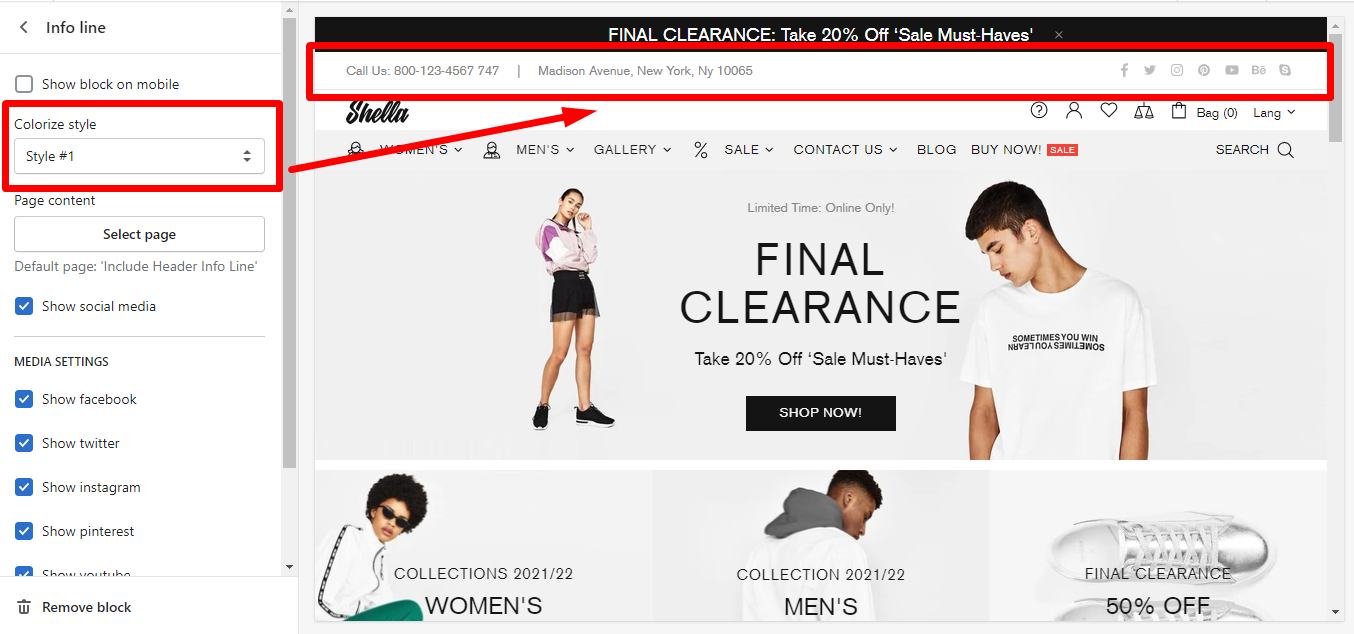 Info line
Show block on mobile
Colorize style
Style #1
Page content
Select page
Default page: 'Include Header Info Line'
Show social media
MEDIA SETTINGS
Show facebook
Show twitter
Show instagram
Show pinterest
Show youtube
Remove block
FINAL CLEARANCE: Take 20% Off ‘Sale Must-Haves’ ×
Call Us: 800-123-4567 747 | Madison Avenue, New York, Ny 10065
Bē
Shella
Bag (0) Lang
WOMEN'S MEN'S GALLERY % SALE CONTACT US BLOG BUY NOW! SALE SEARCH
Limited Time: Online Only!
FINAL
CLEARANCE
Take 20% Off ‘Sale Must-Haves’
SHOP NOW!
SOMETIMES YOU WIN
SOMETIMES YOU LEARN
COLLECTIONS 2021/22
WOMEN'S
COLLECTION 2021/22
MEN'S
FINAL CLEARANCE
50% OFF